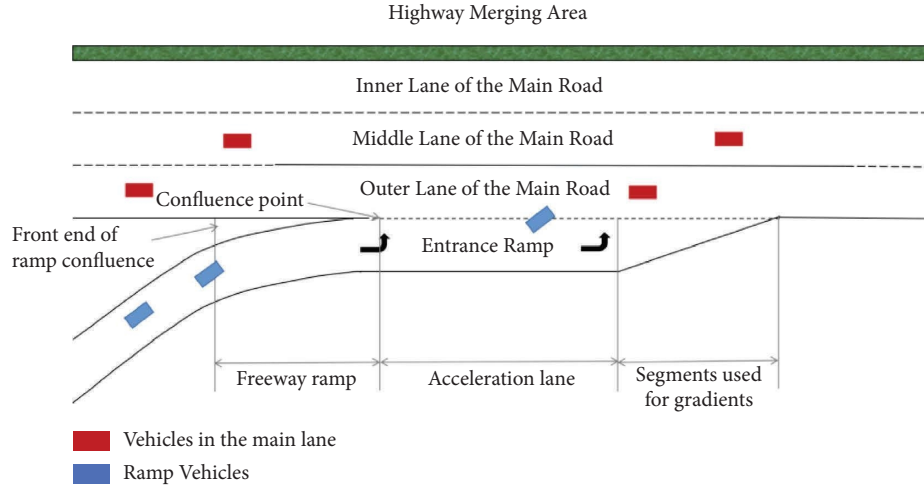 Highway Merging Area
Inner Lane of the Main Road
Middle Lane of the Main Road
Outer Lane of the Main Road
Confluence point
Front end of
ramp confluence
Entrance Ramp
Freeway ramp
Acceleration lane
Segments used
for gradients
Vehicles in the main lane
Ramp Vehicles